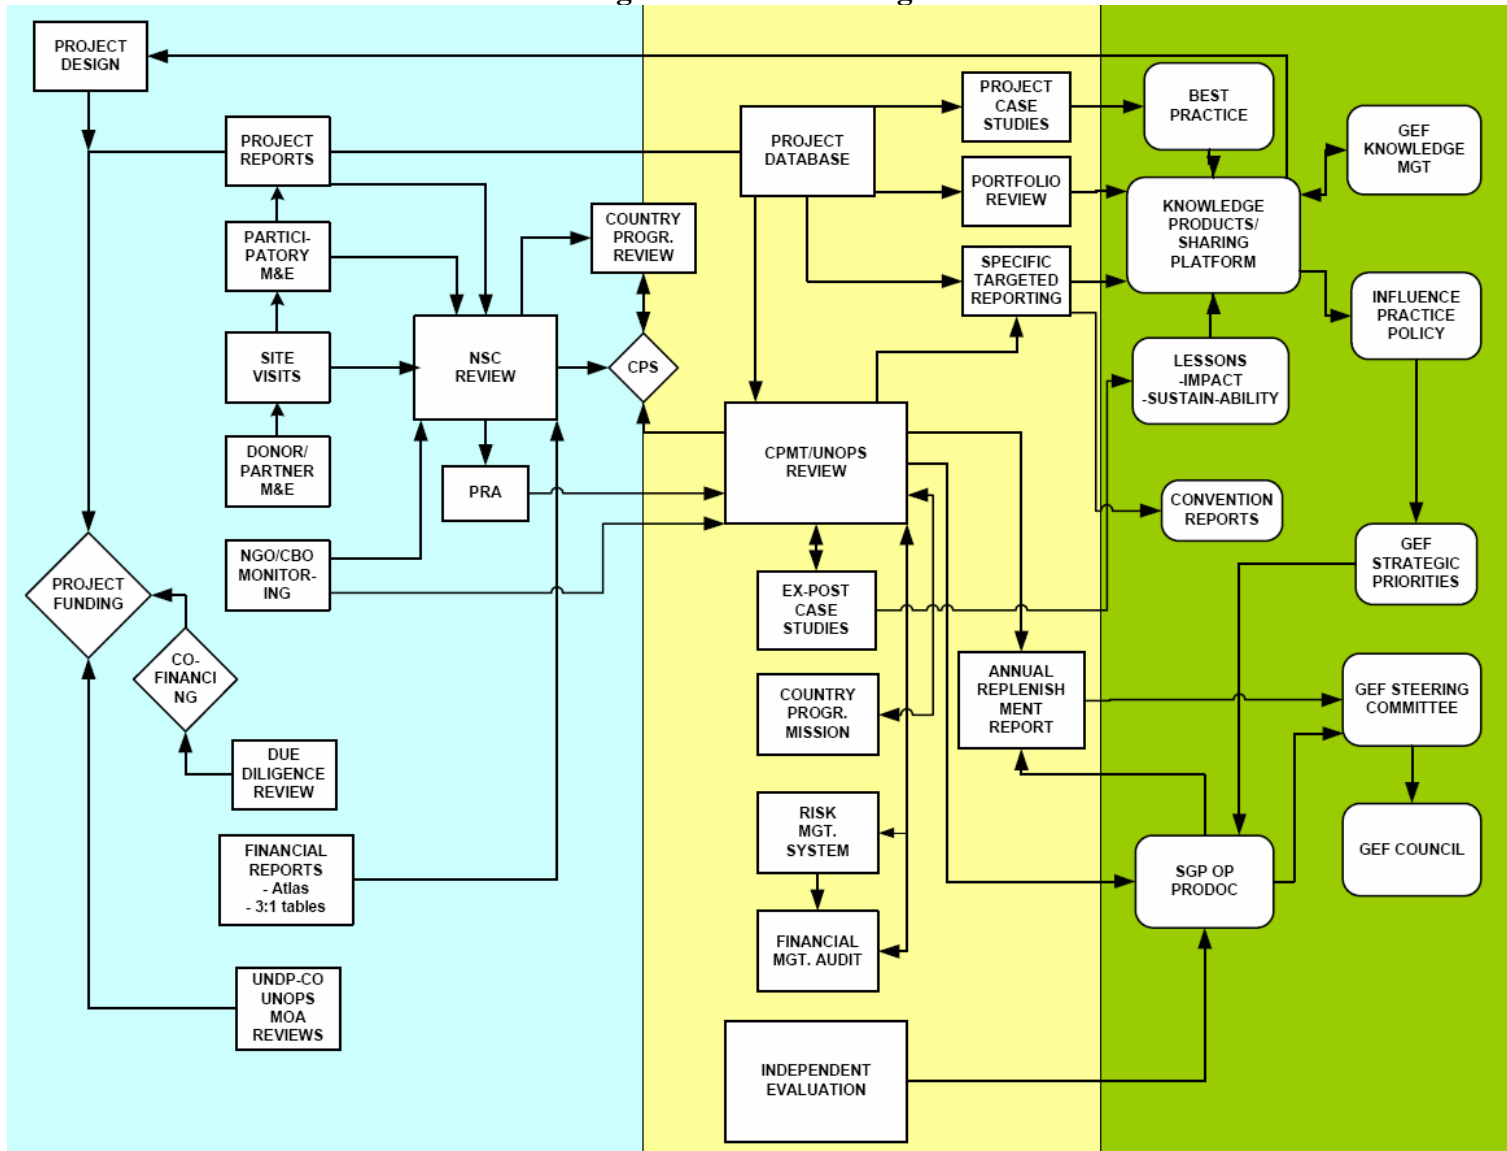 PROJECT
DESIGN
PROJECT
REPORTS
PARTICI-
PATORY
M&E
SITE
VISITS
DONOR/
PARTNER
M&E
NGO/CBO
MONITOR-
ING
PROJECT
FUNDING
CO-
FINANCI
NG
DUE
DILIGENCE
REVIEW
FINANCIAL
REPORTS
- Atlas
- 3:1 tables
UNDP-CO
UNOPS
MOA
REVIEWS
NSC
REVIEW
PRA
COUNTRY
PROGR.
REVIEW
CPS
PROJECT
DATABASE
PROJECT
CASE
STUDIES
PORTFOLIO
REVIEW
SPECIFIC
TARGETED
REPORTING
CPMT/UNOPS
REVIEW
EX-POST
CASE
STUDIES
COUNTRY
PROGR.
MISSION
RISK
MGT.
SYSTEM
FINANCIAL
MGT. AUDIT
INDEPENDENT
EVALUATION
ANNUAL
REPLENISH
MENT
REPORT
BEST
PRACTICE
GEF
KNOWLEDGE
MGT
KNOWLEDGE
PRODUCTS/
SHARING
PLATFORM
INFLUENCE
PRACTICE
POLICY
LESSONS
-IMPACT
-SUSTAIN-ABILITY
CONVENTION
REPORTS
GEF
STRATEGIC
PRIORITIES
GEF STEERING
COMMITTEE
SGP OP
PRODOC
GEF COUNCIL